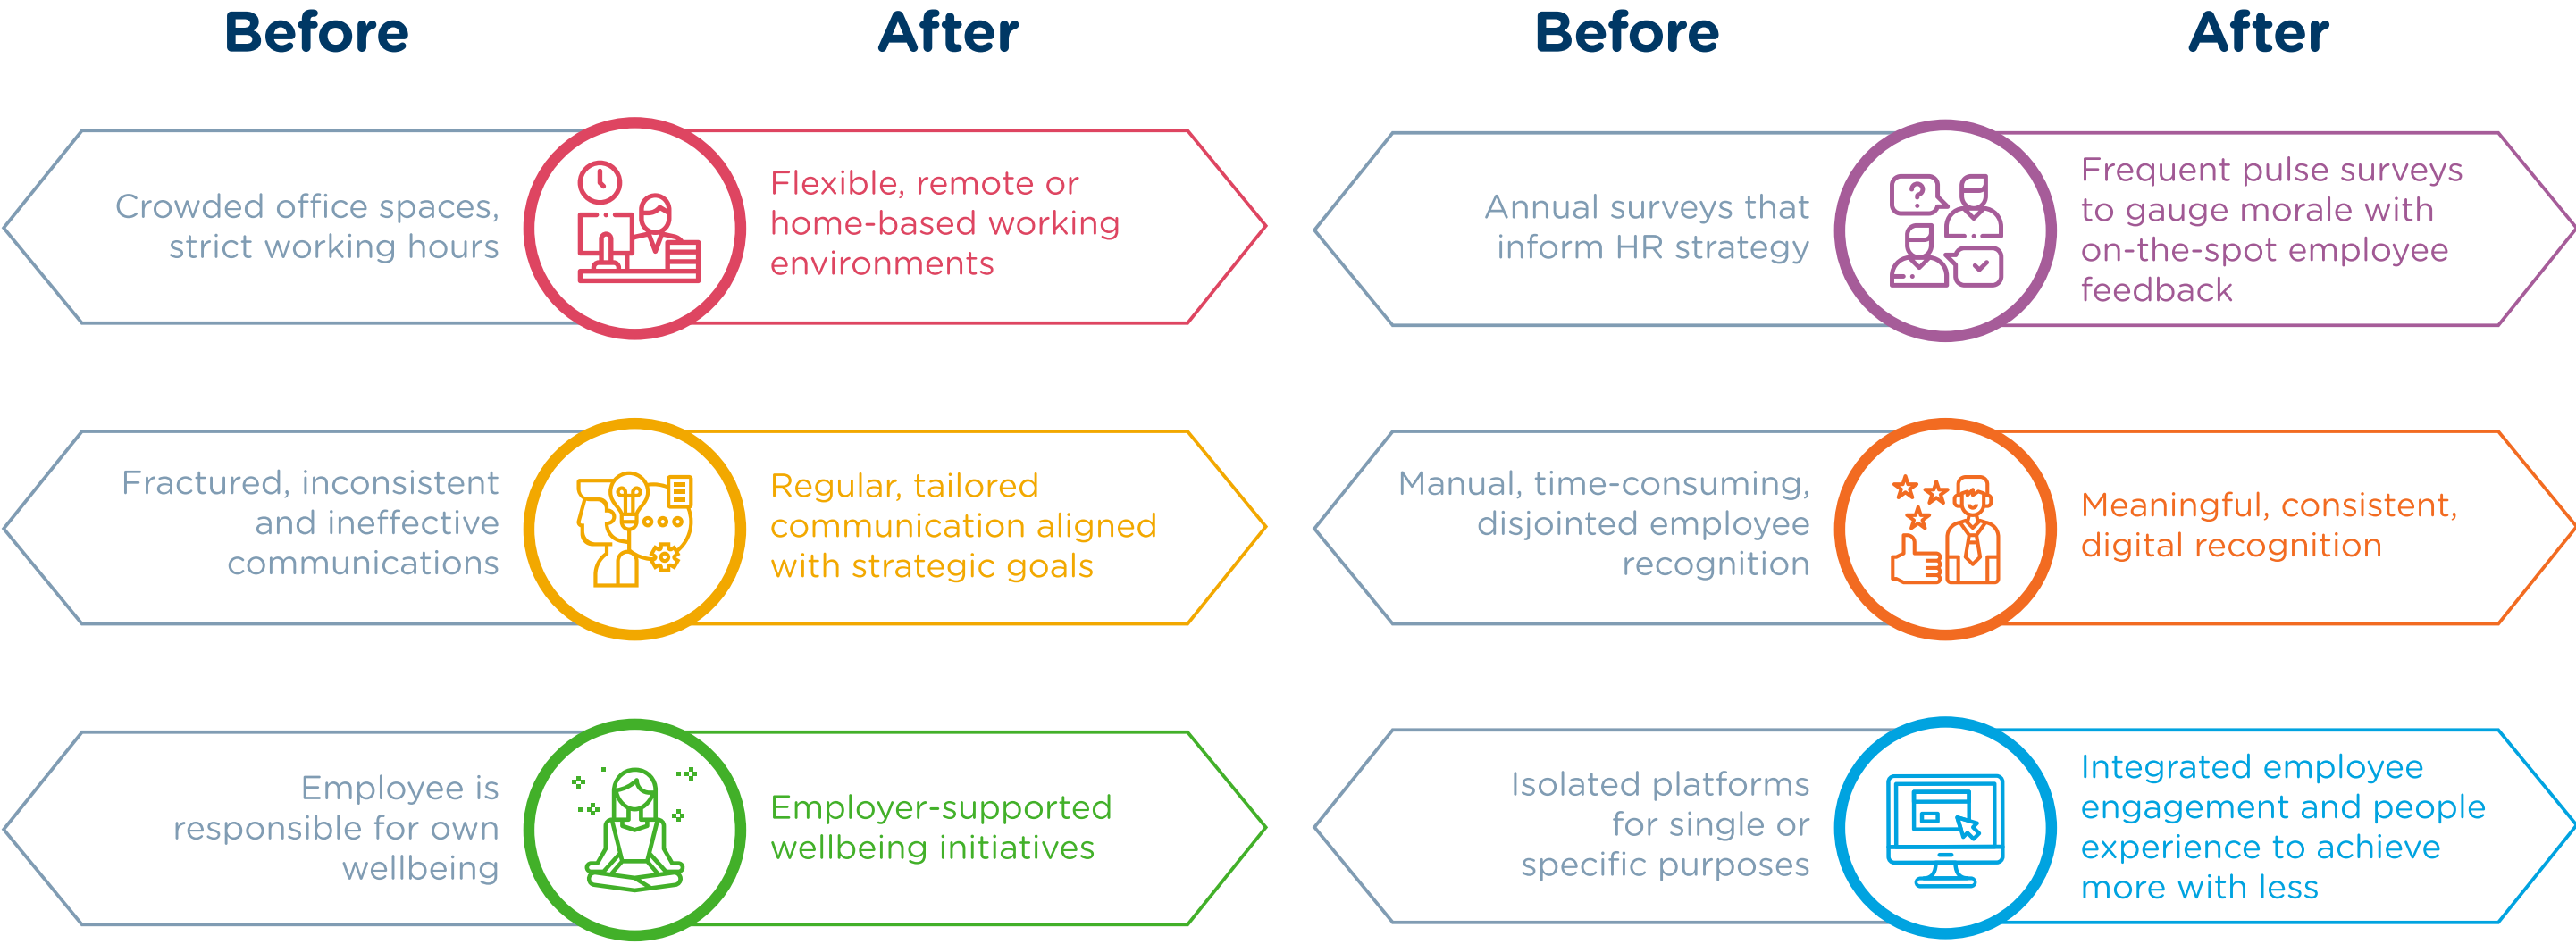 Before
After
Crowded office spaces,
strict working hours
Flexible, remote or
home-based working
environments
Fractured, inconsistent
and ineffective
communications
Regular, tailored
communication aligned
with strategic goals
Employee is
responsible for own
wellbeing
Employer-supported
wellbeing initiatives
Before
After
Annual surveys that
inform HR strategy
?
Frequent pulse surveys
to gauge morale with
on-the-spot employee
feedback
Manual, time-consuming,
disjointed employee
recognition
Meaningful, consistent,
digital recognition
Isolated platforms
for single or
specific purposes
Integrated employee
engagement and people
experience to achieve
more with less